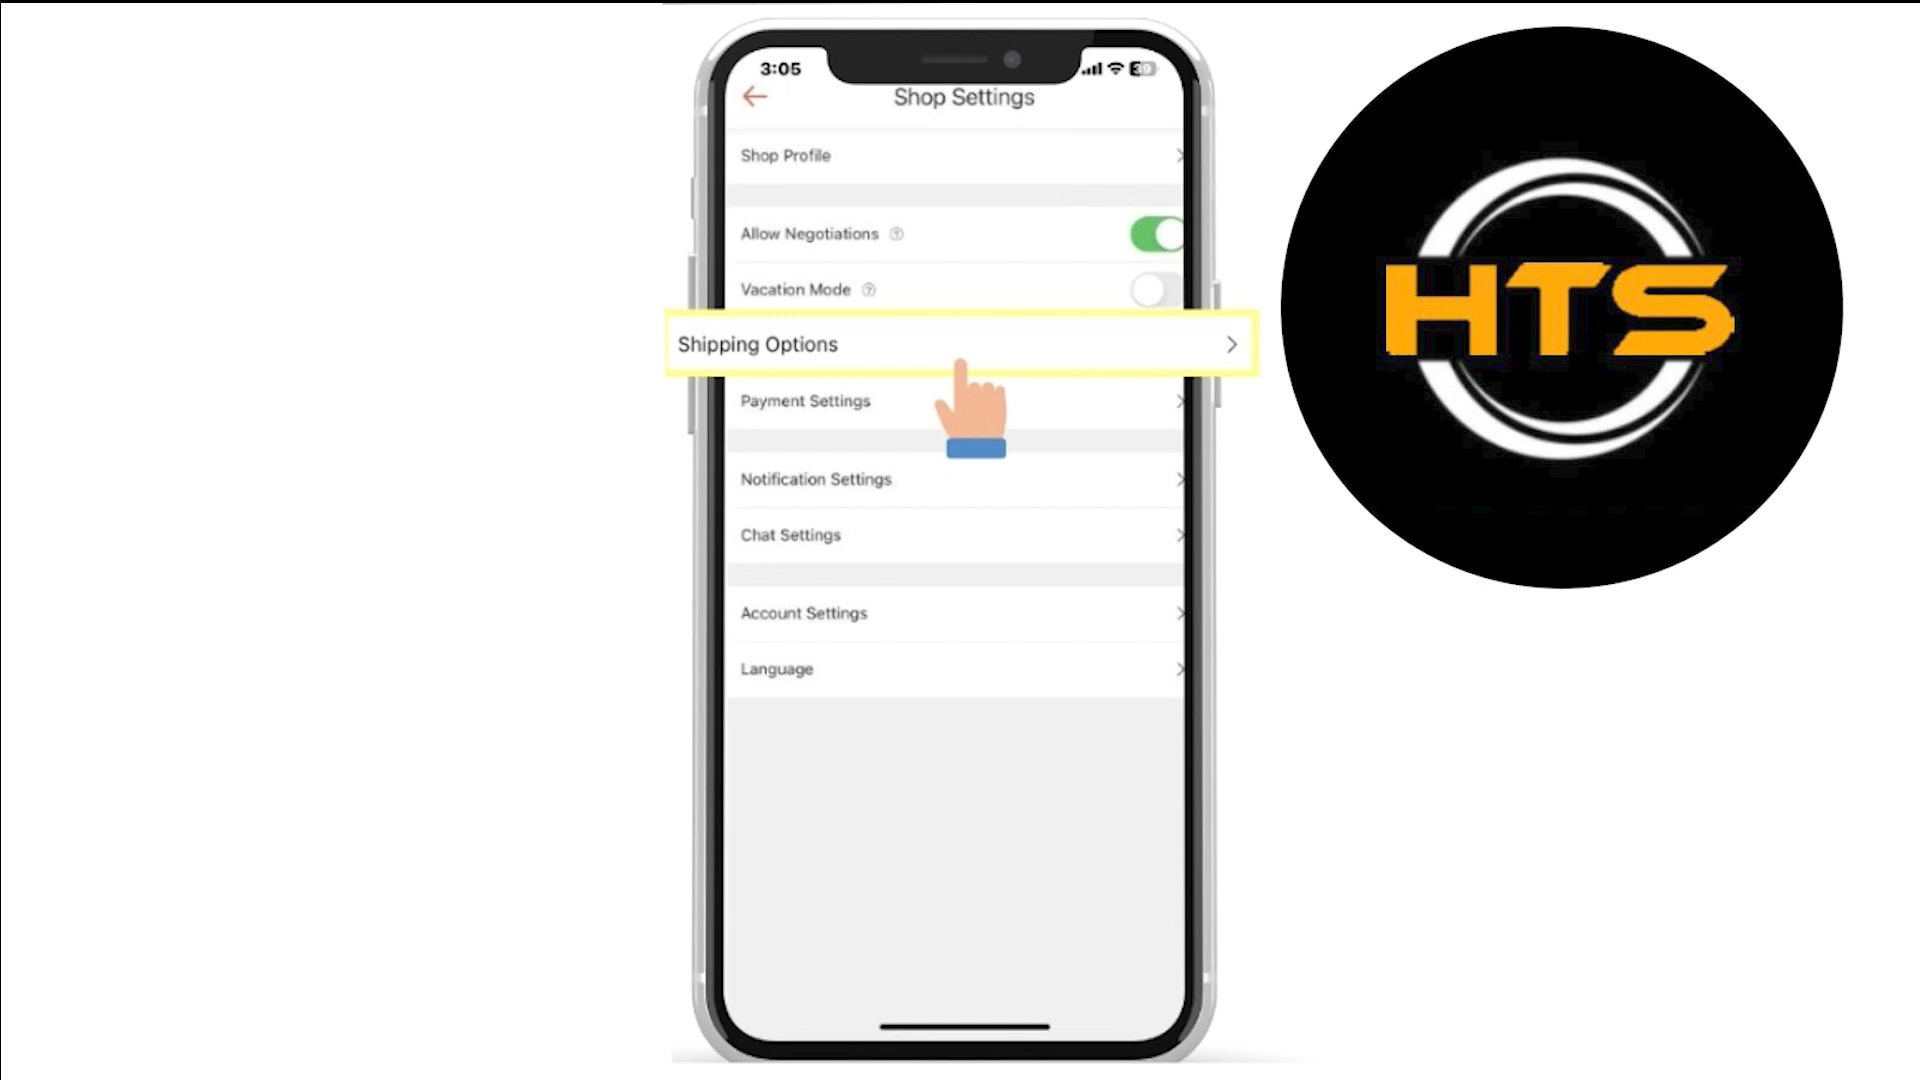 3:05
39
Shop Settings
Shop Profile
Allow Negotiations ?
Vacation Mode ?
Shipping Options
Payment Settings
Notification Settings
Chat Settings
Account Settings
Language
HTS